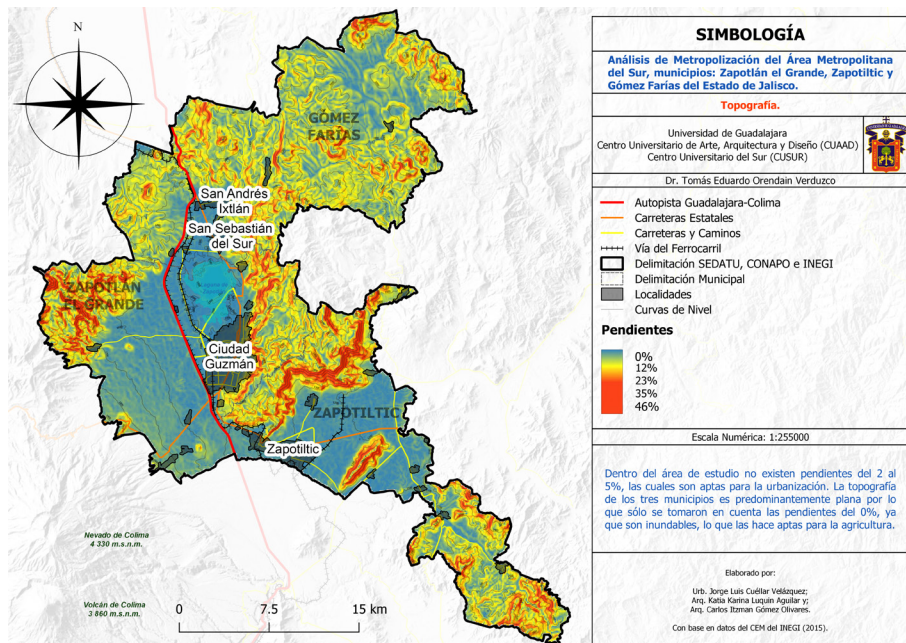 N
GÓMEZ
FARÍAS
San Andrés
Ixtlán
San Sebastián
del Sur
ZAPOTLÁN
EL GRANDE
Ciudad
Guzmán
ZAPOTILTIC
Zapotiltic
Nevado de Colima
4 330 m.s.n.m.
Volcán de Colima
3 860 m.s.n.m.
0 7.5 15 km
SIMBOLOGÍA
Análisis de Metropolización del Área Metropolitana
del Sur, municipios: Zapotlán el Grande, Zapotiltic y
Gómez Farías del Estado de Jalisco.
Topografía.
Universidad de Guadalajara
Centro Universitario de Arte, Arquitectura y Diseño (CUAAD)
Centro Universitario del Sur (CUSUR)
Dr. Tomás Eduardo Orendain Verduzco
Autopista Guadalajara-Colima
Carreteras Estatales
Carreteras y Caminos
Vía del Ferrocarril
Delimitación SEDATU, CONAPO e INEGI
Delimitación Municipal
Localidades
Curvas de Nivel
Pendientes
0%
12%
23%
35%
46%
Escala Numérica: 1:255000
Dentro del área de estudio no existen pendientes del 2 al
5%, las cuales son aptas para la urbanización. La topografía
de los tres municipios es predominantemente plana por lo
que sólo se tomaron en cuenta las pendientes del 0%, ya
que son inundables, lo que las hace aptas para la agricultura.
Elaborado por:
Urb. Jorge Luis Cuéllar Velázquez;
Arq. Katia Karina Luquin Aguilar y;
Arq. Carlos Itzman Gómez Olivares.
Con base en datos del CEM del INEGI (2015).